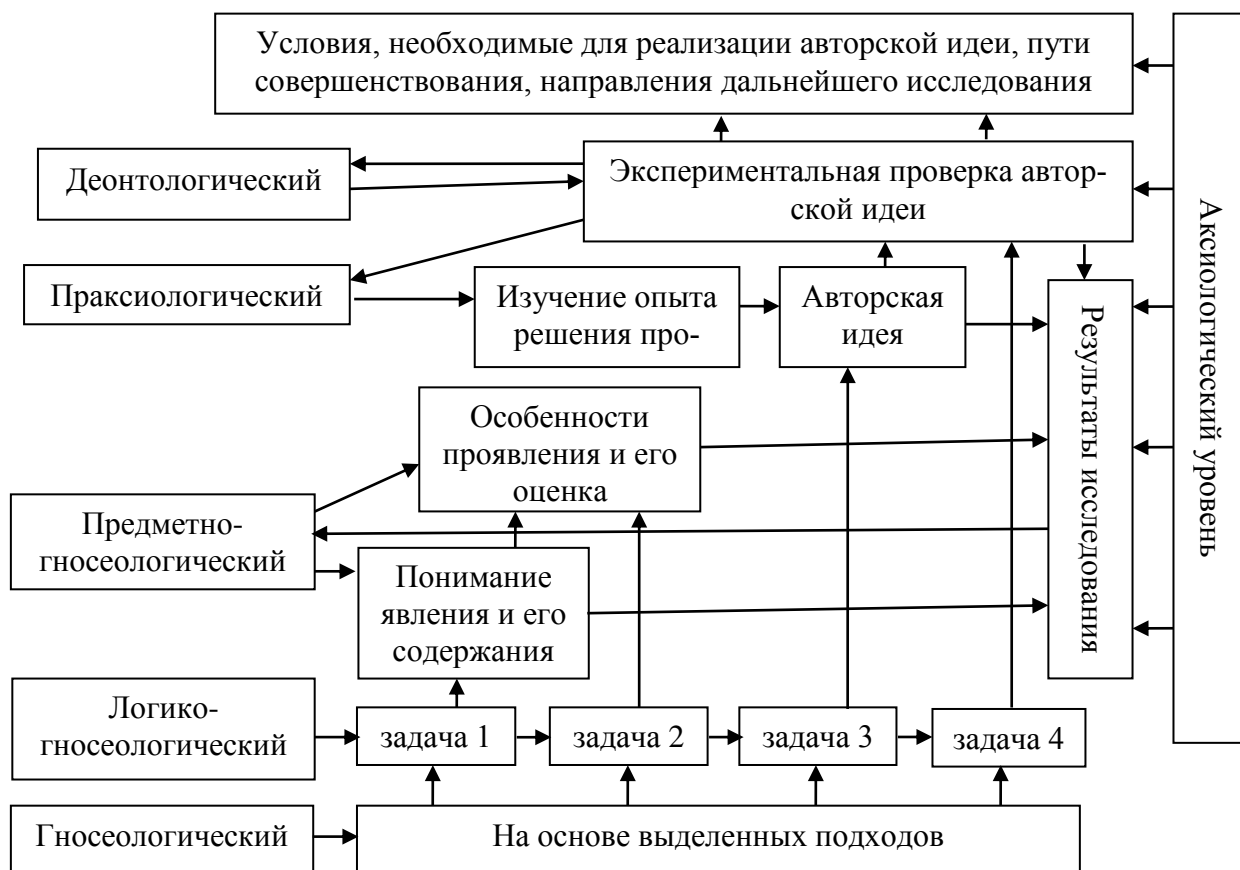 Условия, необходимые для реализации авторской идеи, пути
совершенствования, направления дальнейшего исследования
Деонтологический
Экспериментальная проверка автор-
ской идеи
Праксиологический
Изучение опыта
решения про-
Авторская
идея
Особенности
проявления и его
оценка
Предметно-
гносеологический
Понимание
явления и его
содержания
Результаты исследования
Аксиологический уровень
Логико-
гносеологический
задача 1
задача 2
задача 3
задача 4
Гносеологический
На основе выделенных подходов